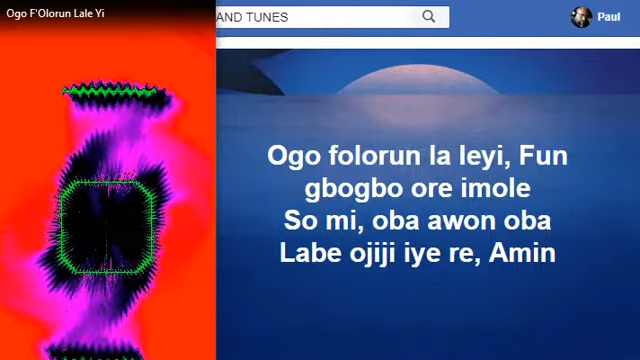 Ogo F'Olorun Lale Yi
AND TUNES
Paul
Ogo folorun la leyi, Fun
gbogbo ore imole
So mi, oba awon oba
Labe ojiji iye re, Amin